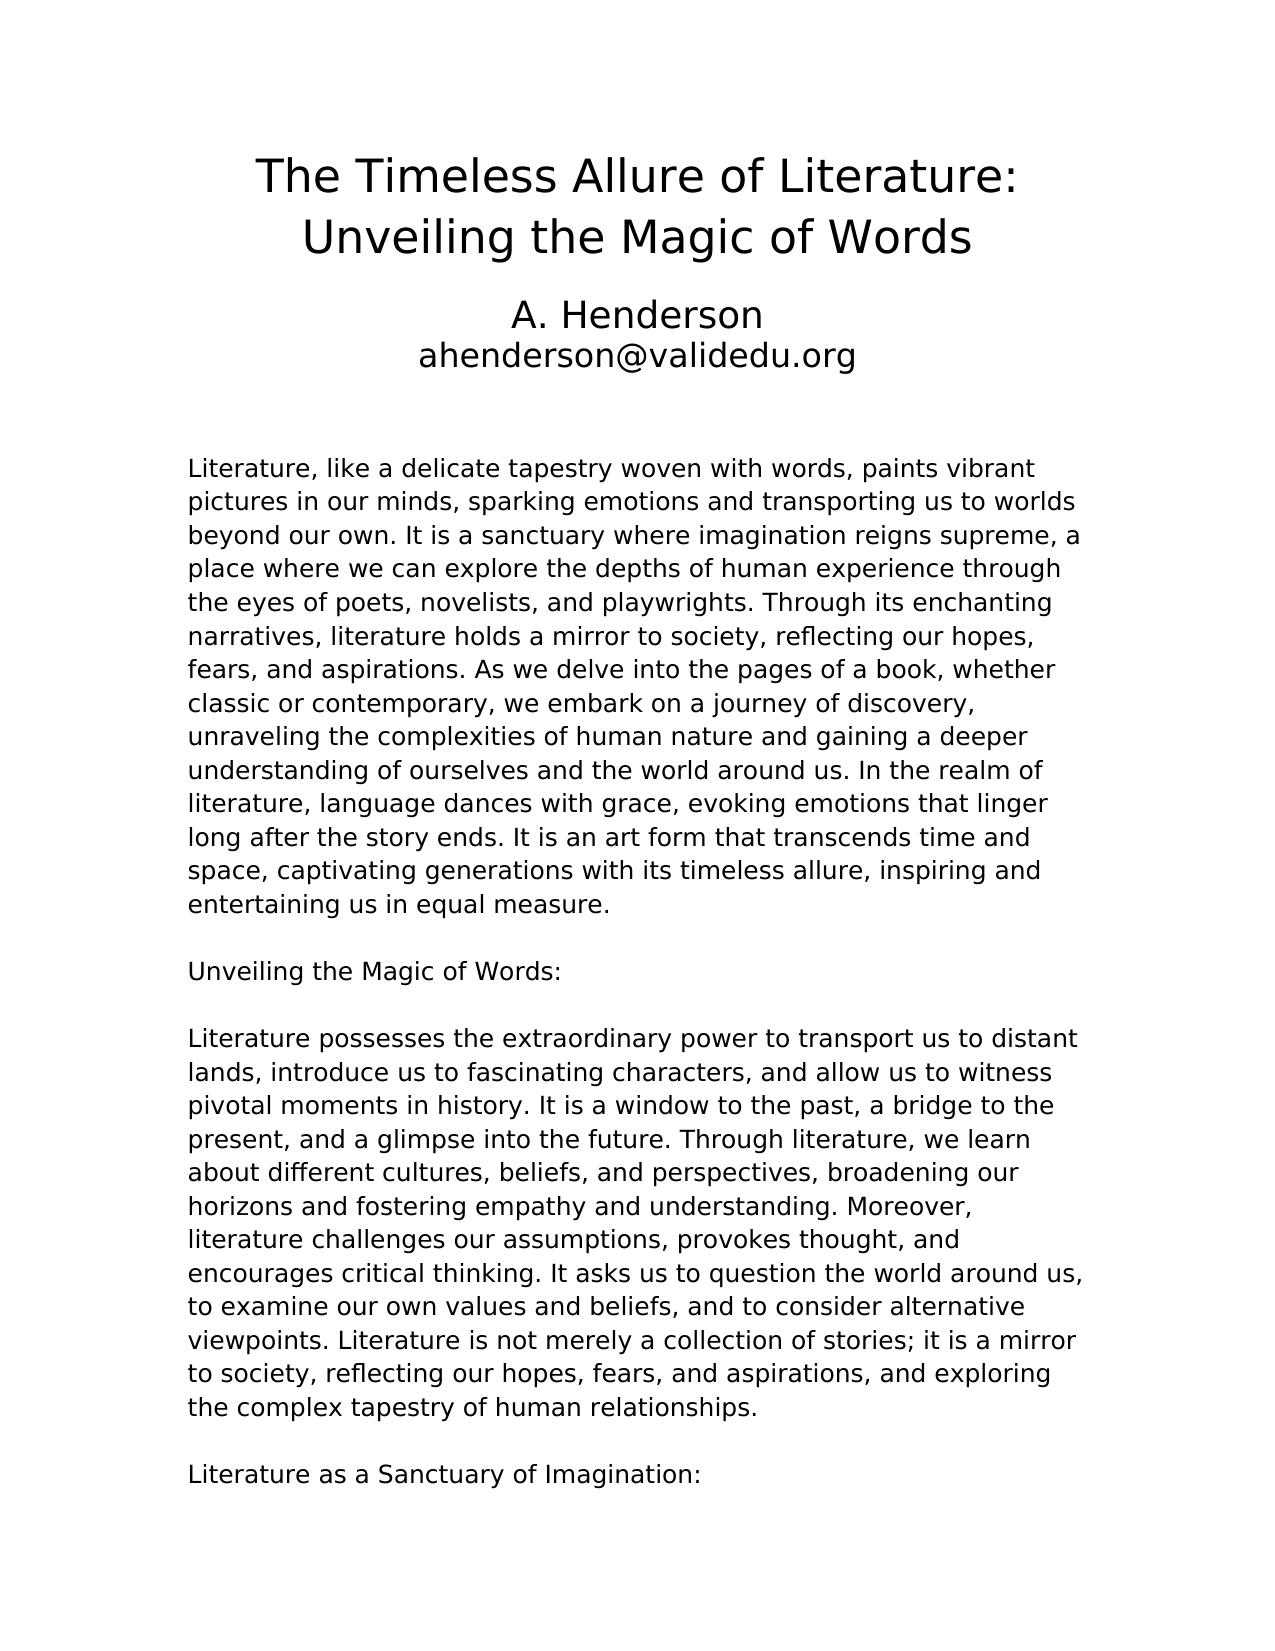 The Timeless Allure of Literature:
Unveiling the Magic of Words
A. Henderson
ahenderson@validedu.org
Literature, like a delicate tapestry woven with words, paints vibrant
pictures in our minds, sparking emotions and transporting us to worlds
beyond our own. It is a sanctuary where imagination reigns supreme, a
place where we can explore the depths of human experience through
the eyes of poets, novelists, and playwrights. Through its enchanting
narratives, literature holds a mirror to society, reflecting our hopes,
fears, and aspirations. As we delve into the pages of a book, whether
classic or contemporary, we embark on a journey of discovery,
unraveling the complexities of human nature and gaining a deeper
understanding of ourselves and the world around us. In the realm of
literature, language dances with grace, evoking emotions that linger
long after the story ends. It is an art form that transcends time and
space, captivating generations with its timeless allure, inspiring and
entertaining us in equal measure.
Unveiling the Magic of Words:
Literature possesses the extraordinary power to transport us to distant
lands, introduce us to fascinating characters, and allow us to witness
pivotal moments in history. It is a window to the past, a bridge to the
present, and a glimpse into the future. Through literature, we learn
about different cultures, beliefs, and perspectives, broadening our
horizons and fostering empathy and understanding. Moreover,
literature challenges our assumptions, provokes thought, and
encourages critical thinking. It asks us to question the world around us,
to examine our own values and beliefs, and to consider alternative
viewpoints. Literature is not merely a collection of stories; it is a mirror
to society, reflecting our hopes, fears, and aspirations, and exploring
the complex tapestry of human relationships.
Literature as a Sanctuary of Imagination: